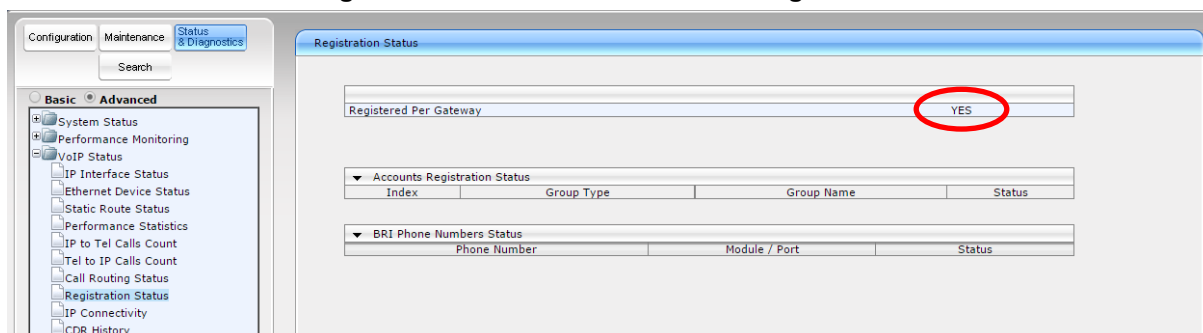 Configuration Maintenance Status & Diagnostics
Search
Basic Advanced
System Status
Performance Monitoring
VoIP Status
IP Interface Status
Ethernet Device Status
Static Route Status
Performance Statistics
IP to Tel Calls Count
Tel to IP Calls Count
Call Routing Status
Registration Status
IP Connectivity
CDR History
Registration Status
Registered Per Gateway YES
Accounts Registration Status
Index Group Type Group Name Status
BRI Phone Numbers Status
Phone Number Module / Port Status